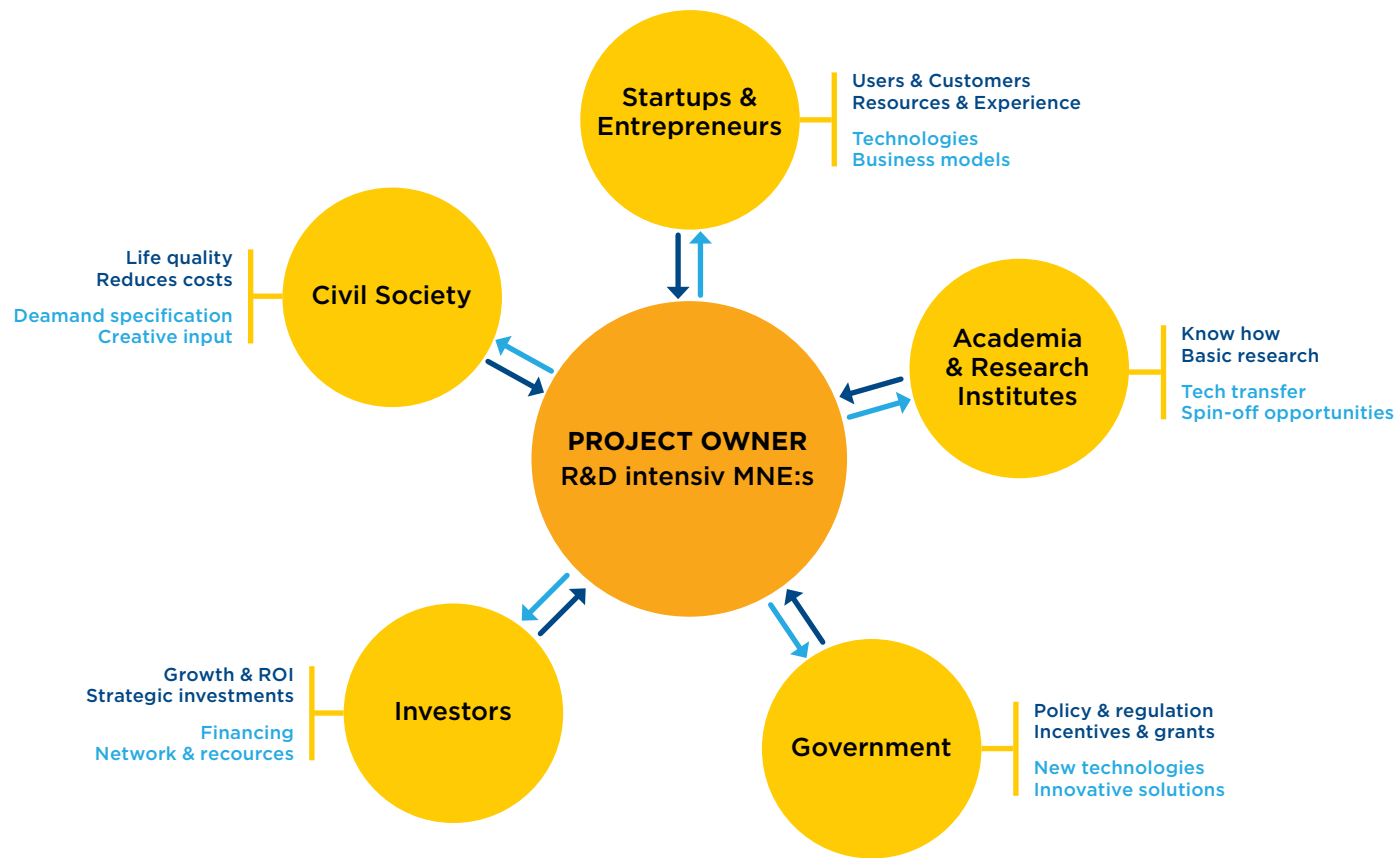 Startups &
Entrepreneurs
Users & Customers
Resources & Experience
Technologies
Business models
Civil Society
Life quality
Reduces costs
Deamand specification
Creative input
Academia
& Research
Institutes
Know how
Basic research
Tech transfer
Spin-off opportunities
PROJECT OWNER
R&D intensiv MNE:s
Investors
Growth & ROI
Strategic investments
Financing
Network & recources
Government
Policy & regulation
Incentives & grants
New technologies
Innovative solutions